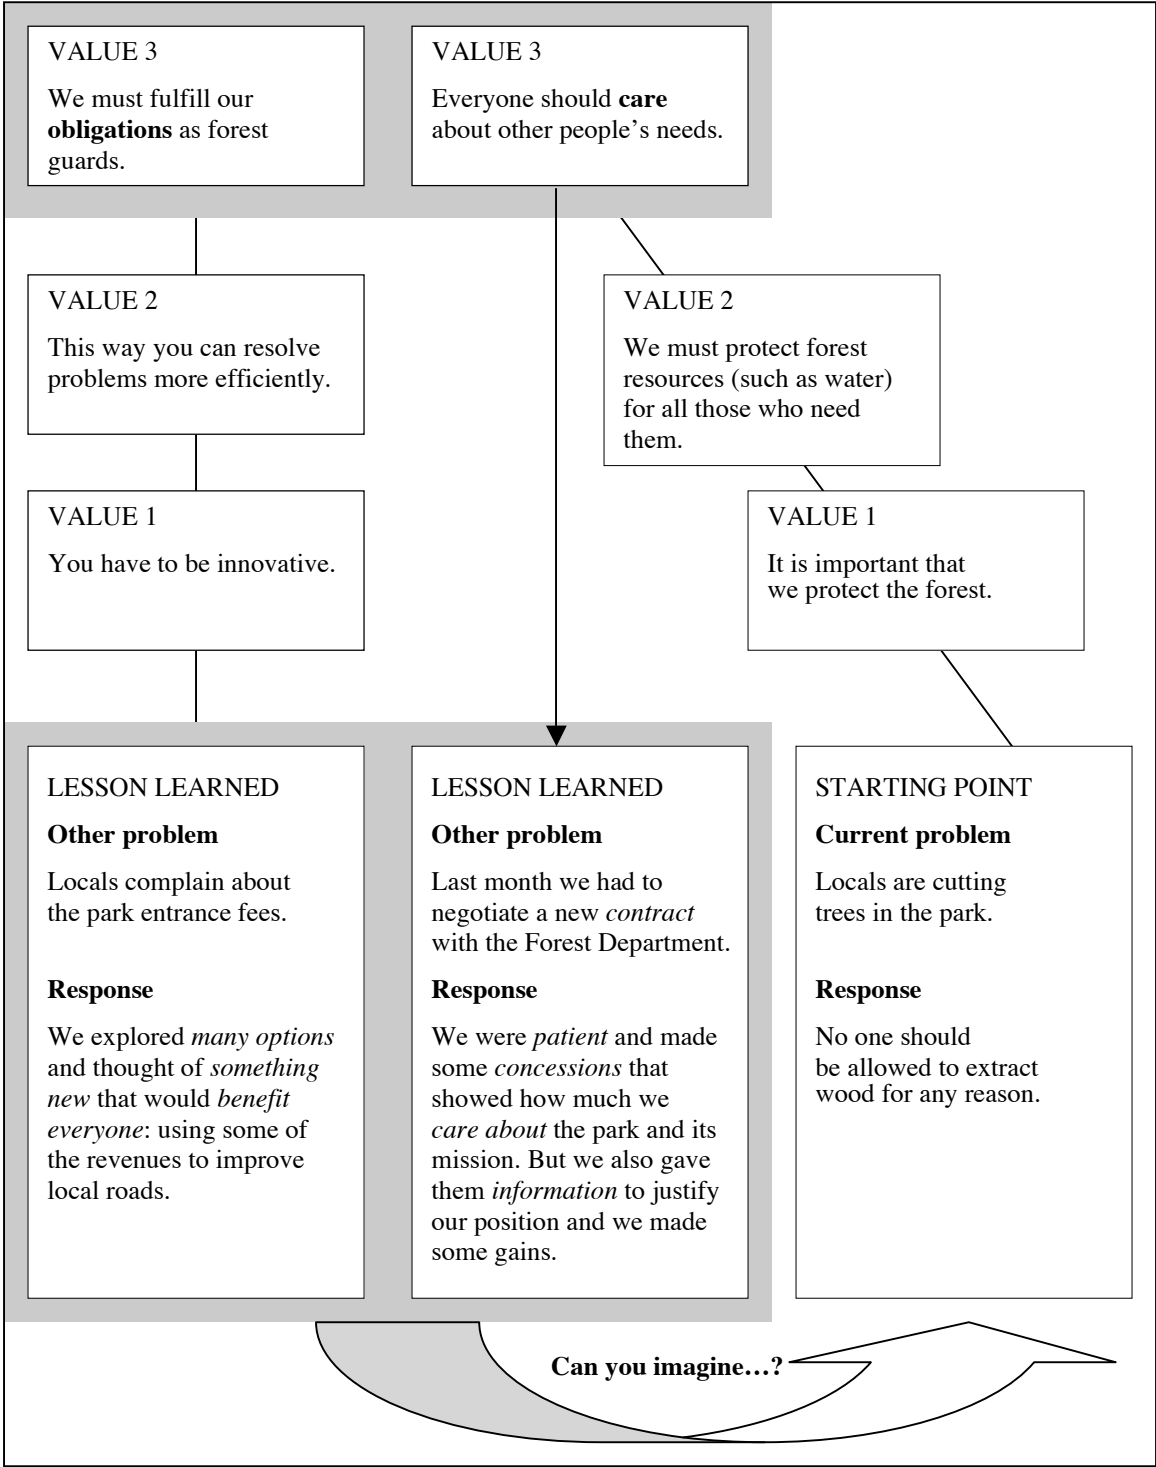 VALUE 3
We must fulfill our
obligations as forest
guards.
VALUE 3
Everyone should care
about other people’s needs.
VALUE 2
This way you can resolve
problems more efficiently.
VALUE 2
We must protect forest
resources (such as water)
for all those who need
them.
VALUE 1
You have to be innovative.
VALUE 1
It is important that
we protect the forest.
LESSON LEARNED
Other problem
Locals complain about
the park entrance fees.
Response
We explored many options
and thought of something
new that would benefit
everyone: using some of
the revenues to improve
local roads.
LESSON LEARNED
Other problem
Last month we had to
negotiate a new contract
with the Forest Department.
Response
We were patient and made
some concessions that
showed how much we
care about the park and its
mission. But we also gave
them information to justify
our position and we made
some gains.
STARTING POINT
Current problem
Locals are cutting
trees in the park.
Response
No one should
be allowed to extract
wood for any reason.
Can you imagine…?